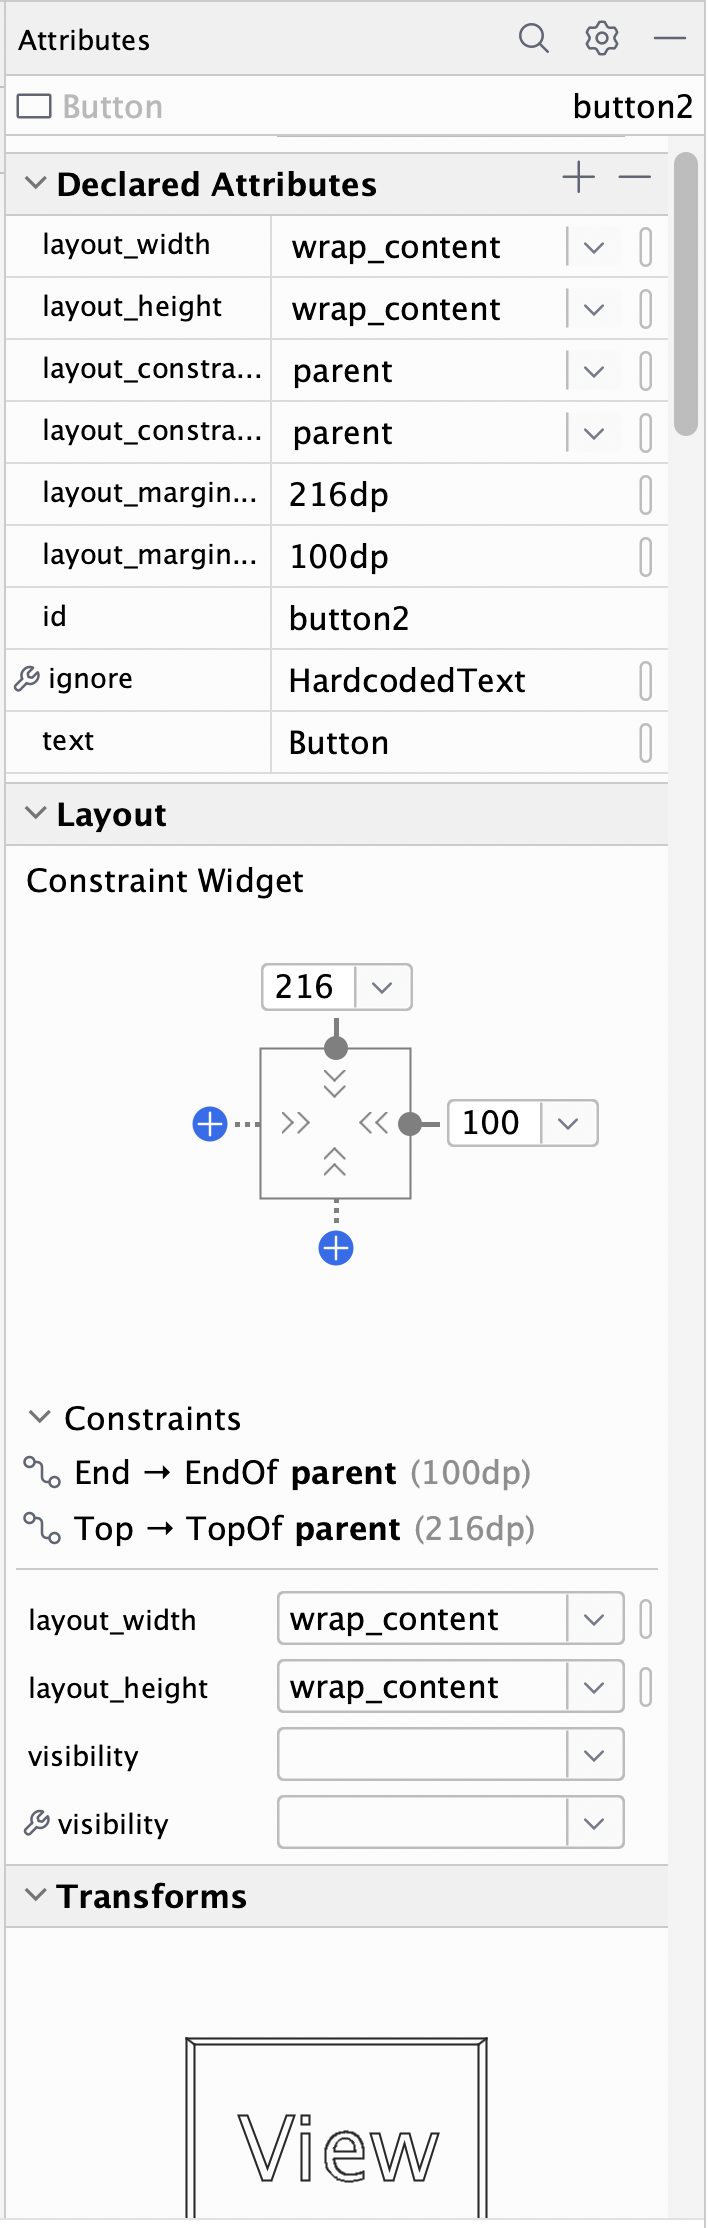 Attributes
Button button2
Declared Attributes
layout_width wrap_content
layout_height wrap_content
layout_constra... parent
layout_constra... parent
layout_margin... 216dp
layout_margin... 100dp
id button2
ignore HardcodedText
text Button
Layout
Constraint Widget
216
100
Constraints
End → EndOf parent (100dp)
Top → TopOf parent (216dp)
layout_width wrap_content
layout_height wrap_content
visibility
visibility
Transforms
View